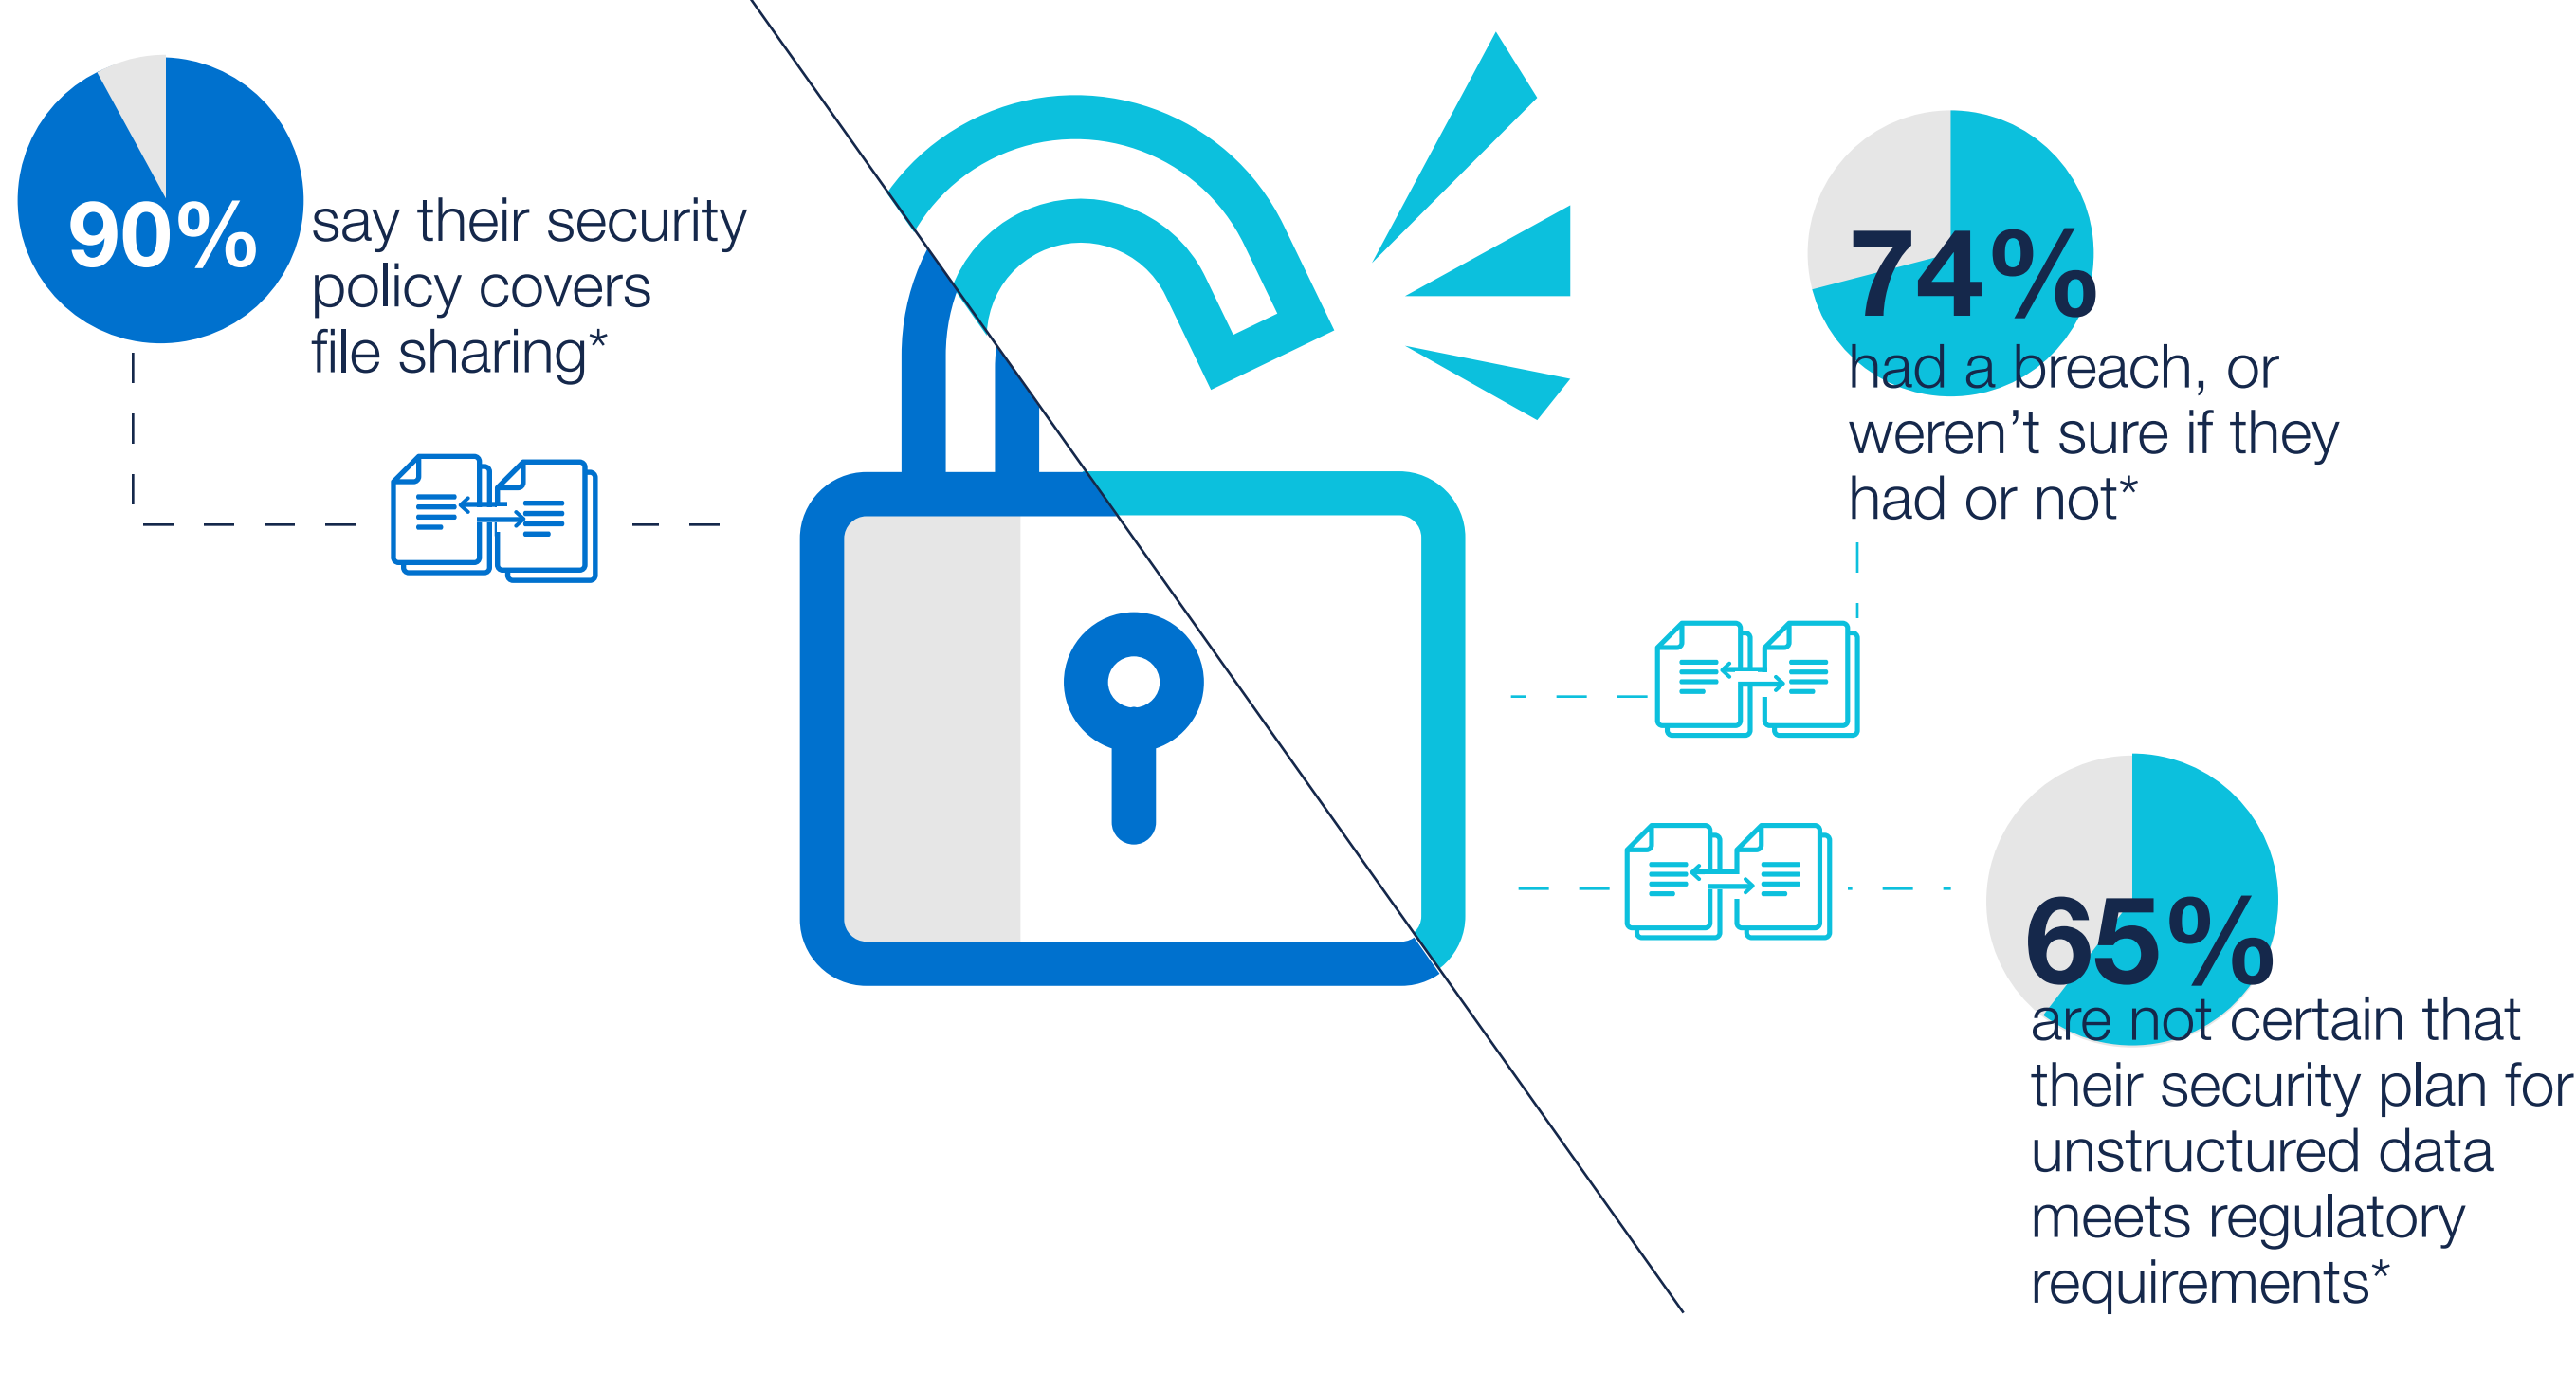 90%
say their security
policy covers
file sharing*
74%
had a breach, or
weren’t sure if they
had or not*
65%
are not certain that
their security plan for
unstructured data
meets regulatory
requirements*